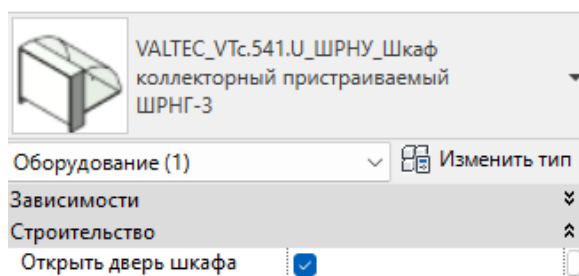 VALTEC_VTc.541.U_ШРНУ_Шкаф
коллекторный пристраиваемый
ШРНГ-3
Оборудование (1)
Изменить тип
Зависимости
Строительство
Открыть дверь шкафа